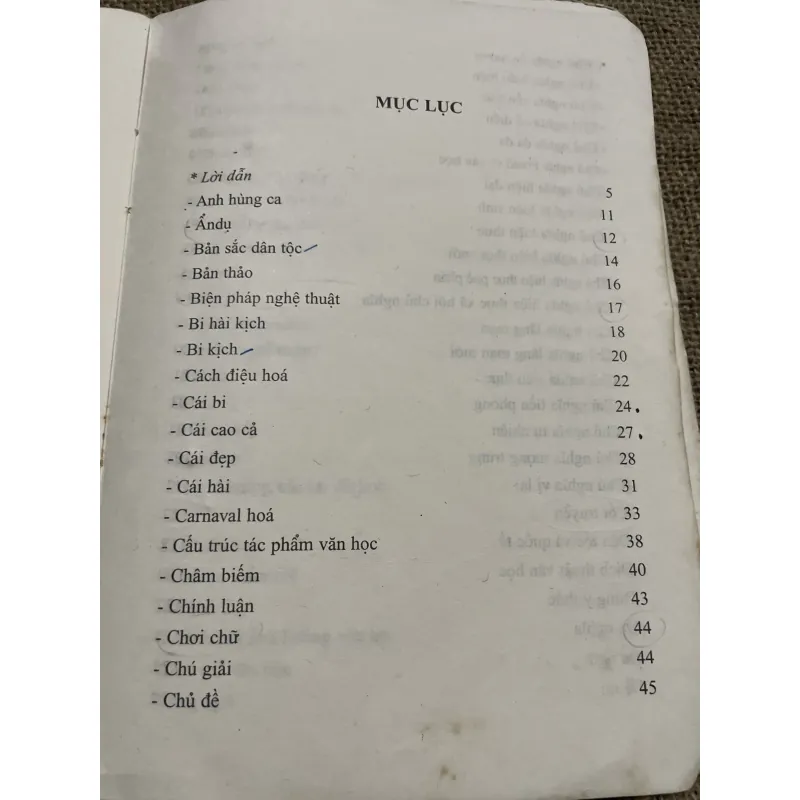 MỤC LỤC
* Lời dẫn 5
- Anh hùng ca 11
- Ẩndụ 12
- Bản sắc dân tộc 14
- Bản thảo 16
- Biện pháp nghệ thuật 17
- Bi hài kịch 18
- Bi kịch 20
- Cách điệu hoá 22
- Cái bi 24
- Cái cao cả 27
- Cái đẹp 28
- Cái hài 31
- Carnaval hoá 33
- Cấu trúc tác phẩm văn học 38
- Châm biếm 40
- Chính luận 43
- Chơi chữ 44
- Chú giải 44
- Chủ đề 45